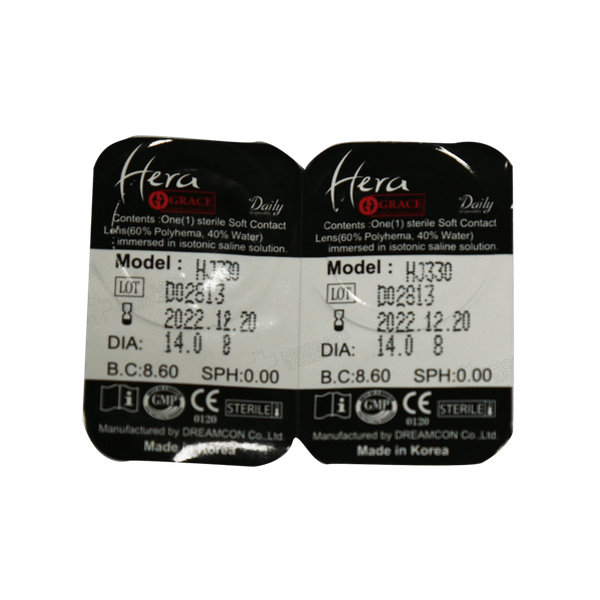 Hera
GRACE
Daily
Contents :One(1) sterile Soft Contact
Lens(60% Polyhema, 40% Water)
immersed in isotonic saline solution.
Model : HJ330
LOT D02813
2022.12.20
DIA: 14.0 8
B.C:8.60 SPH:0.00
GMP CE 0120 STERILE
Manufactured by DREAMCON Co.,Ltd.
Made in Korea
Hera
GRACE
Daily
Contents :One(1) sterile Soft Contact
Lens(60% Polyhema, 40% Water)
immersed in isotonic saline solution.
Model : HJ330
LOT D02813
2022.12.20
DIA: 14.0 8
B.C:8.60 SPH:0.00
GMP CE 0120 STERILE
Manufactured by DREAMCON Co.,Ltd.
Made in Korea